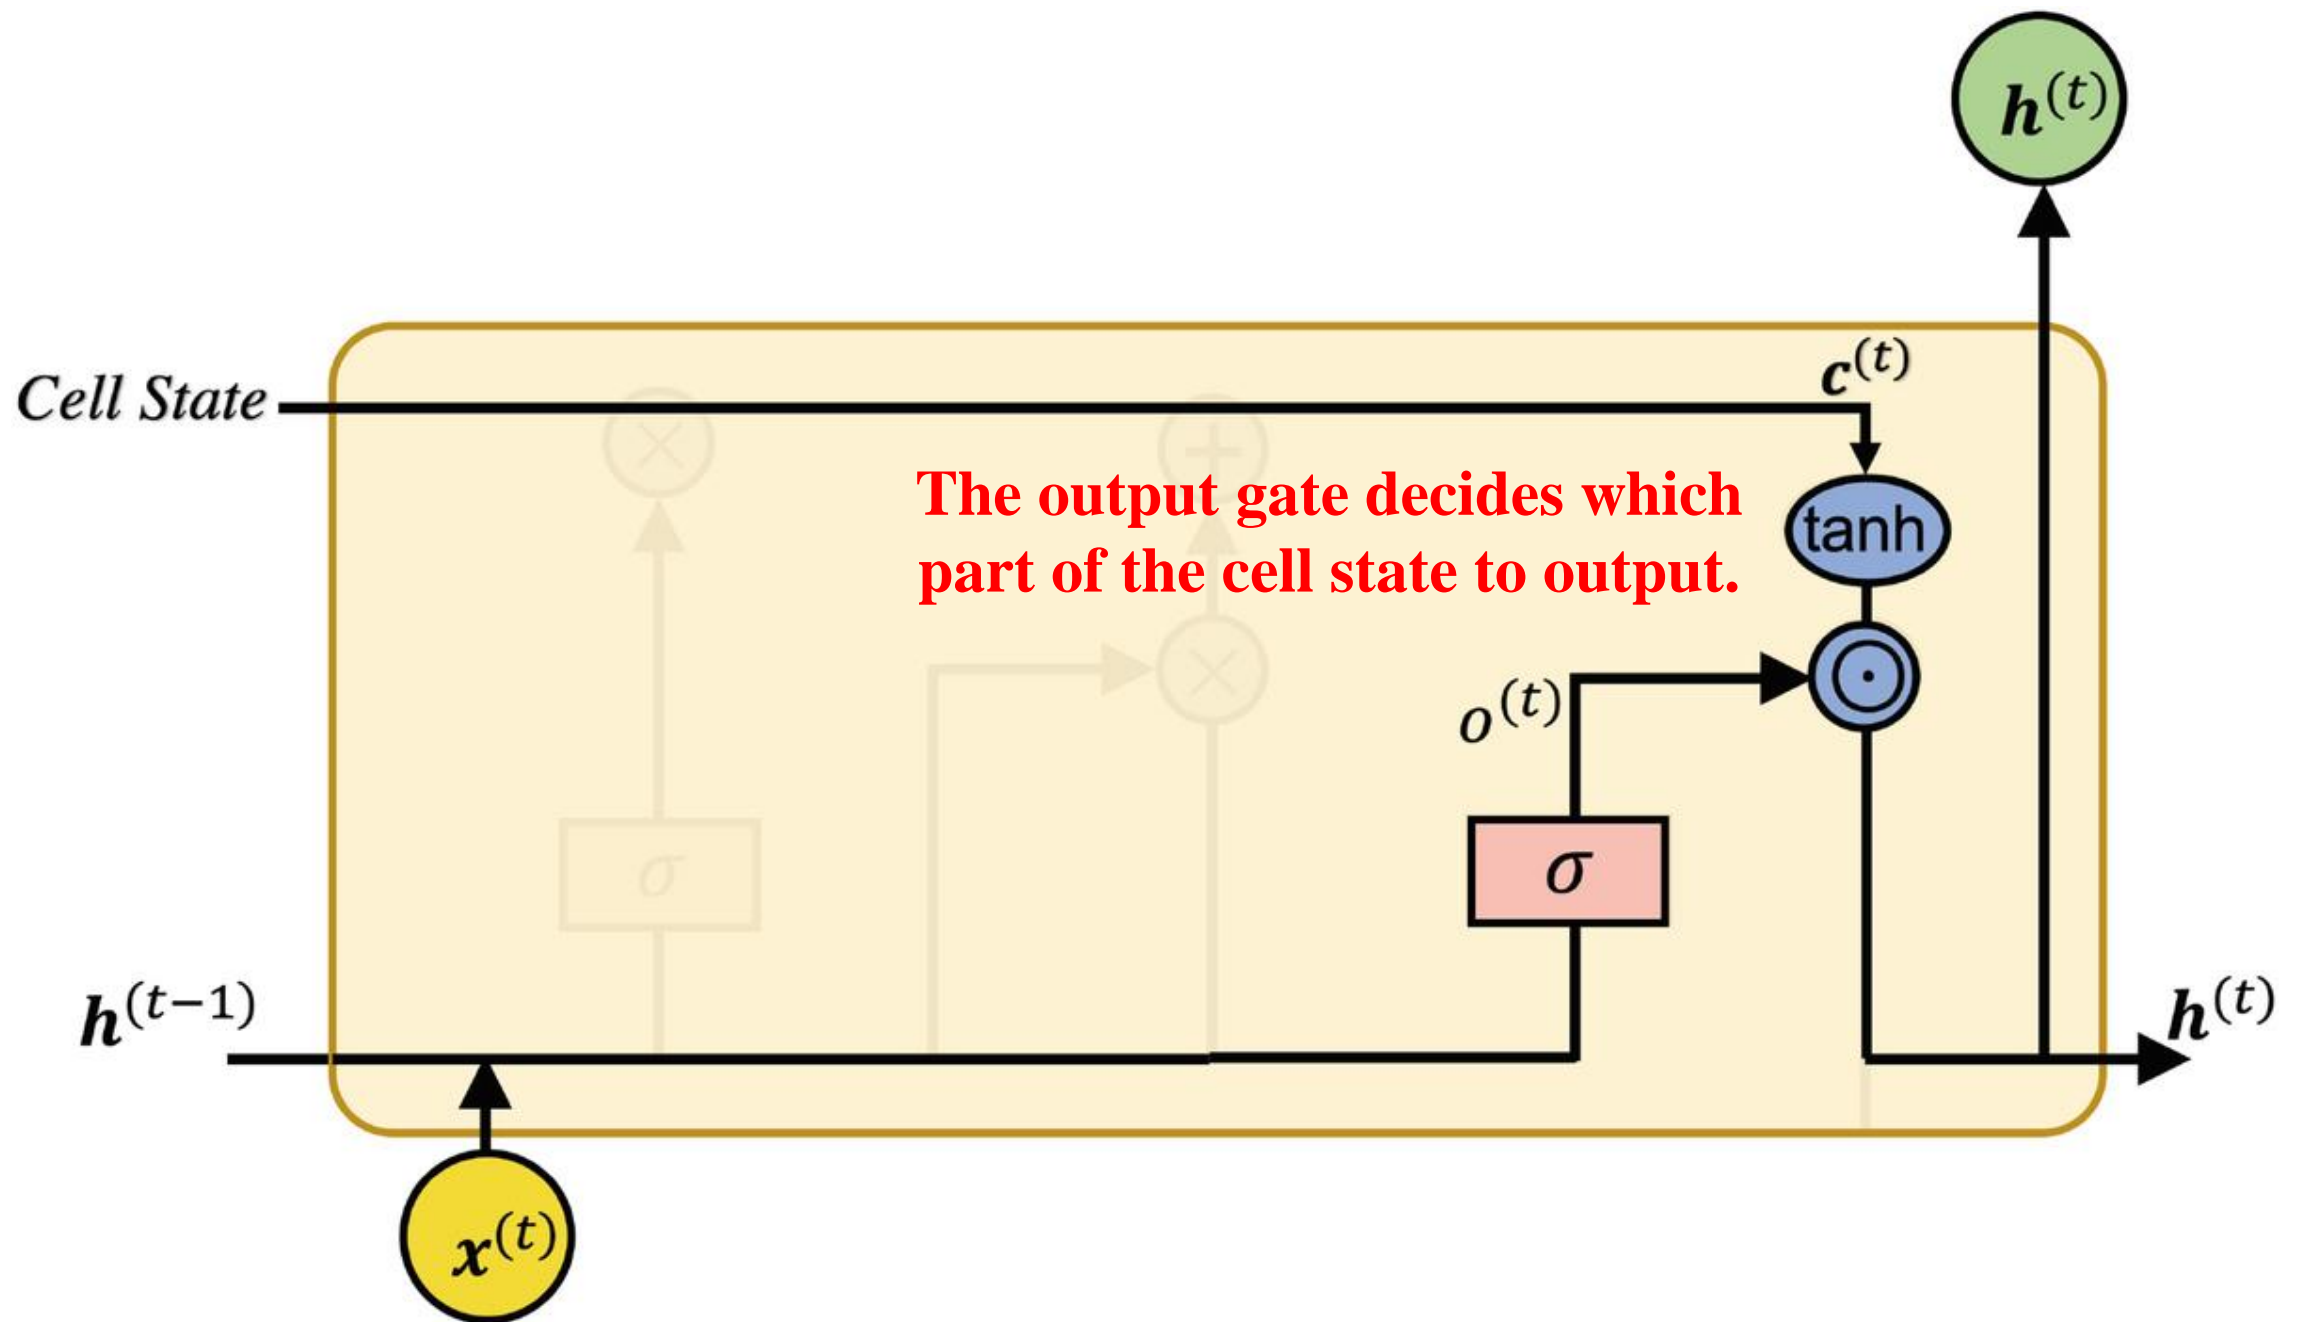 h^(t)
c^(t)
Cell State
The output gate decides which
part of the cell state to output.
tanh
o^(t)
σ
σ
h^(t−1)
h^(t)
x^(t)